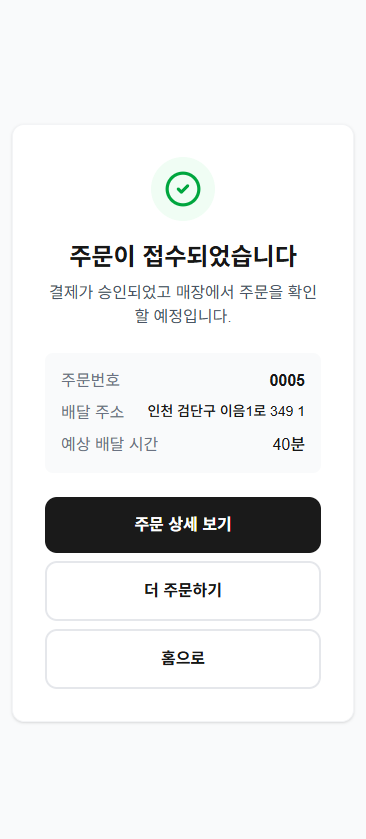 주문이 접수되었습니다
결제가 승인되었고 매장에서 주문을 확인
할 예정입니다.
주문번호 0005
배달 주소 인천 검단구 이음1로 349 1
예상 배달 시간 40분
주문 상세 보기
더 주문하기
홈으로